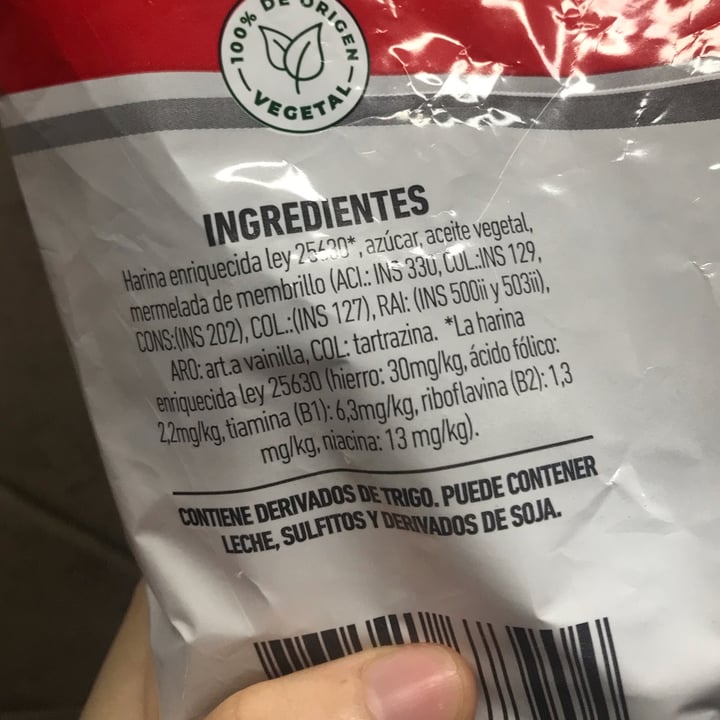 100% DE ORIGEN
VEGETAL
INGREDIENTES
Harina enriquecida ley 25630*, azúcar, aceite vegetal,
mermelada de membrillo (ACI.: INS 330, COL.:INS 129,
CONS:(INS 202), COL.:(INS 127), RAI: (INS 500ii y 503ii),
ARO: art.a vainilla, COL: tartrazina. *La harina
enriquecida ley 25630 (hierro: 30mg/kg, ácido fólico:
2,2mg/kg, tiamina (B1): 6,3mg/kg, riboflavina (B2): 1,3
mg/kg, niacina: 13 mg/kg).
CONTIENE DERIVADOS DE TRIGO. PUEDE CONTENER
LECHE, SULFITOS Y DERIVADOS DE SOJA.